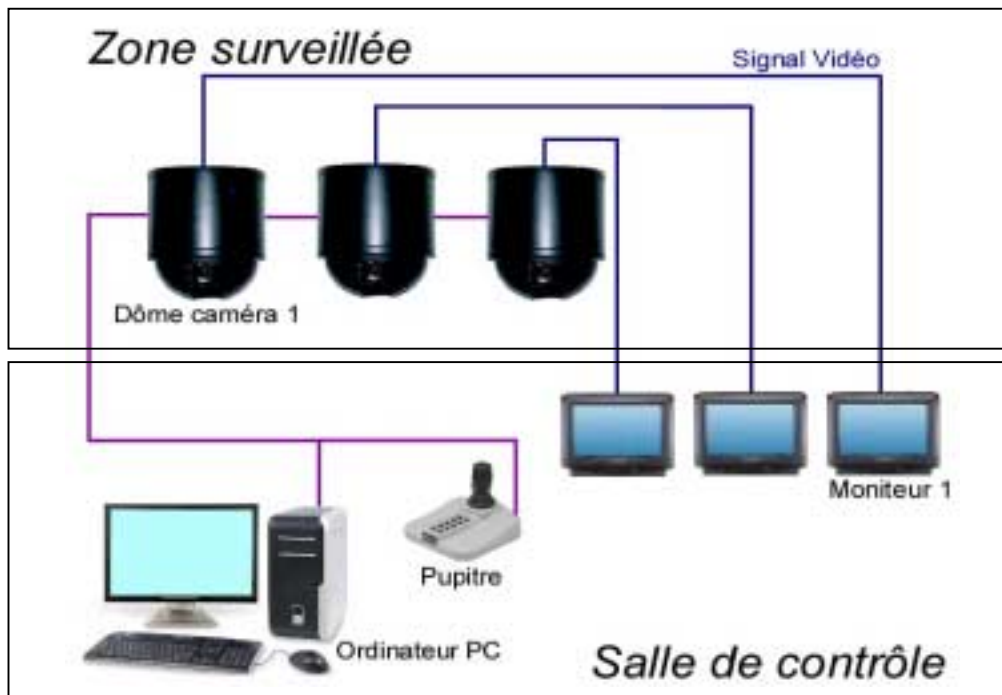 Zone surveillée
Signal Vidéo
Dôme caméra 1
Moniteur 1
Pupitre
Ordinateur PC
Salle de contrôle